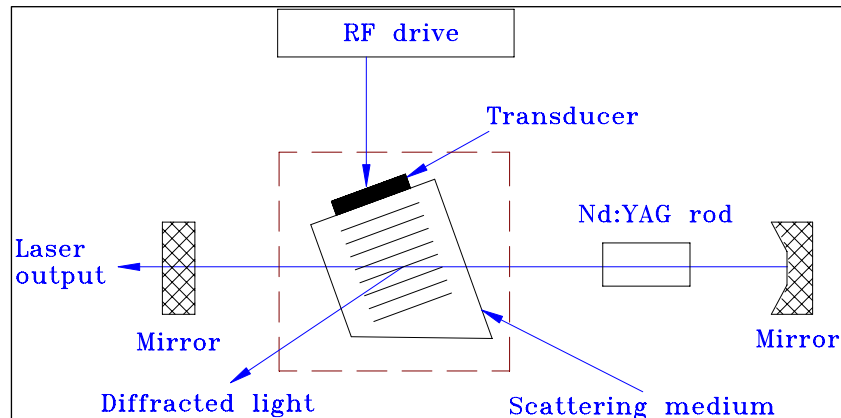 RF drive
Transducer
Nd:YAG rod
Laser
output
Mirror
Mirror
Diffracted light
Scattering medium